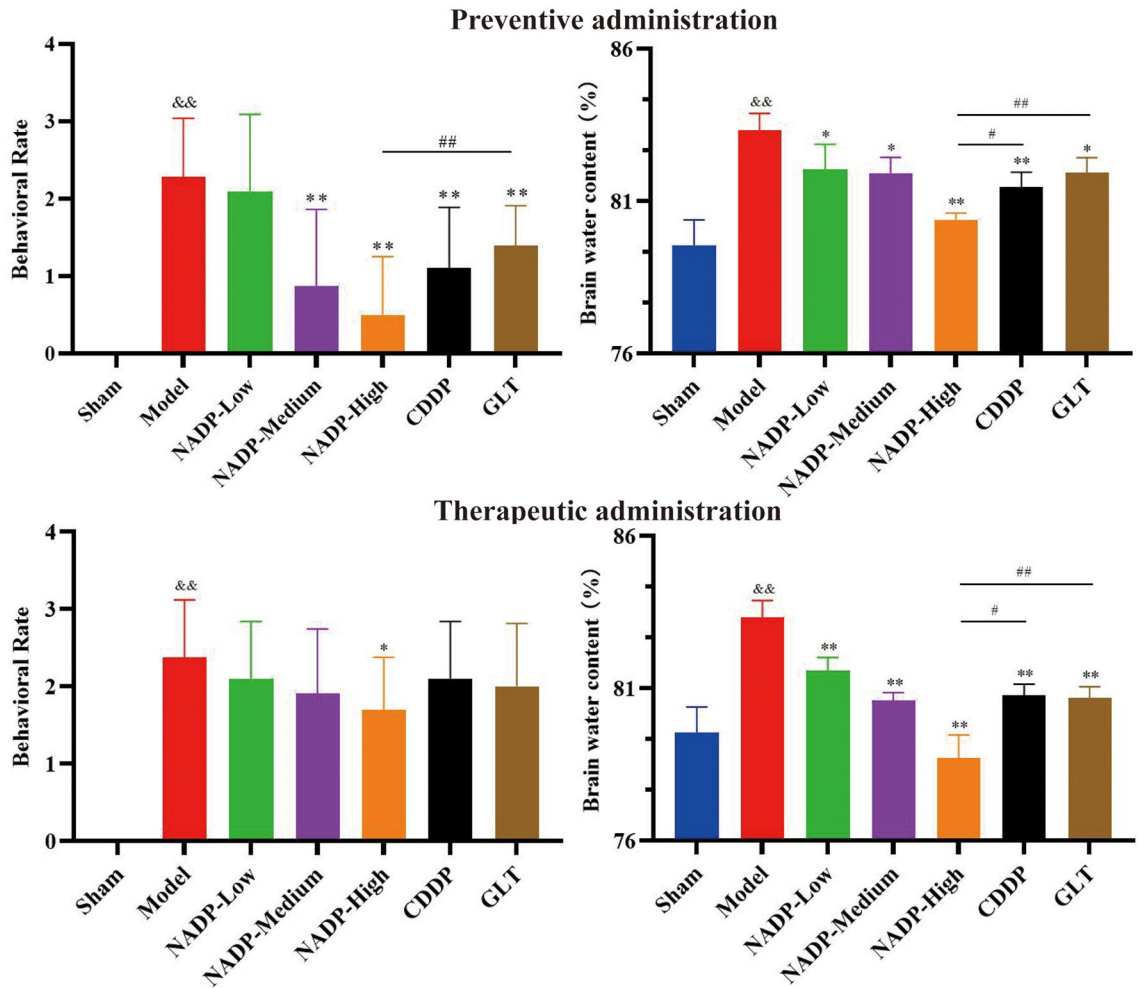 Preventive administration
Behavioral Rate
4
3
2
1
0
&&
**
**
**
**
##
Sham
Model
NADP-Low
NADP-Medium
NADP-High
CDDP
GLT
Brain water content (%)
86
81
76
&&
*
*
**
**
*
#
##
Sham
Model
NADP-Low
NADP-Medium
NADP-High
CDDP
GLT
Therapeutic administration
Behavioral Rate
4
3
2
1
0
&&
*
Sham
Model
NADP-Low
NADP-Medium
NADP-High
CDDP
GLT
Brain water content (%)
86
81
76
&&
**
**
**
**
**
#
##
Sham
Model
NADP-Low
NADP-Medium
NADP-High
CDDP
GLT